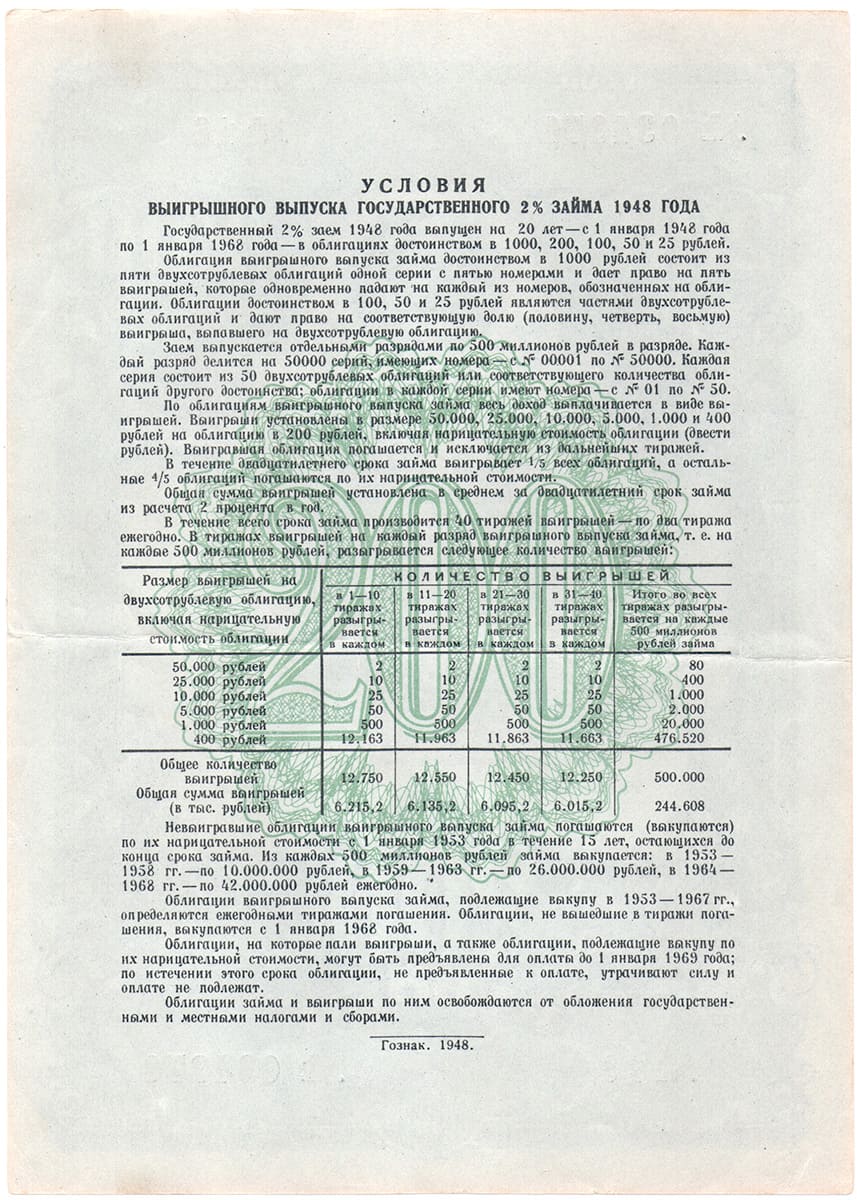 УСЛОВИЯ
ВЫИГРЫШНОГО ВЫПУСКА ГОСУДАРСТВЕННОГО 2% ЗАЙМА 1948 ГОДА
Государственный 2% заем 1948 года выпущен на 20 лет — с 1 января 1948 года
по 1 января 1968 года — в облигациях достоинством в 1000, 200, 100, 50 и 25 рублей.
Облигация выигрышного выпуска займа достоинством в 1000 рублей состоит из
пяти двухсотрублевых облигаций одной серии с пятью номерами и дает право на пять
выигрышей, которые одновременно падают на каждый из номеров, обозначенных на обли-
гации. Облигации достоинством в 100, 50 и 25 рублей являются частями двухсотрубле-
вых облигаций и дают право на соответствующую долю (половину, четверть, восьмую)
выигрыша, выпавшего на двухсотрублевую облигацию.
Заем выпускается отдельными разрядами по 500 миллионов рублей в разряде. Каж-
дый разряд делится на 50000 серий, имеющих номера — с № 00001 по № 50000. Каждая
серия состоит из 50 двухсотрублевых облигаций или соответствующего количества обли-
гаций другого достоинства; облигации в каждой серии имеют номера — с № 01 по № 50.
По облигациям выигрышного выпуска займа весь доход выплачивается в виде вы-
игрышей. Выигрыши установлены в размере 50.000, 25.000, 10.000, 5.000, 1.000 и 400
рублей на облигацию в 200 рублей, включая нарицательную стоимость облигации (двести
рублей). Выигравшая облигация погашается и исключается из дальнейших тиражей.
В течение двадцатилетнего срока займа выигрывает 1/5 всех облигаций, а осталь-
ные 4/5 облигаций погашаются по их нарицательной стоимости.
Общая сумма выигрышей установлена в среднем за двадцатилетний срок займа
из расчета 2 процента в год.
В течение всего срока займа производится 40 тиражей выигрышей — по два тиража
ежегодно. В тиражах выигрышей на каждый разряд выигрышного выпуска займа, т. е. на
каждые 500 миллионов рублей, разыгрывается следующее количество выигрышей:
Размер выигрышей на
двухсотрублевую облигацию,
включая нарицательную
стоимость облигации
КОЛИЧЕСТВО ВЫИГРЫШЕЙ
в 1—10
тиражах
разыгры-
вается
в каждом
в 11—20
тиражах
разыгры-
вается
в каждом
в 21—30
тиражах
разыгры-
вается
в каждом
в 31—40
тиражах
разыгры-
вается
в каждом
Итого во всех
тиражах разыгры-
вается на каждые
500 миллионов
рублей займа
50.000 рублей 2 2 2 2 80
25.000 рублей 10 10 10 10 400
10.000 рублей 25 25 25 25 1.000
5.000 рублей 50 50 50 50 2.000
1.000 рублей 500 500 500 500 20.000
400 рублей 12.163 11.963 11.863 11.663 476.520
Общее количество
выигрышей 12.750 12.550 12.450 12.250 500.000
Общая сумма выигрышей
(в тыс. рублей) 6.215,2 6.135,2 6.095,2 6.015,2 244.608
200
Невыигравшие облигации выигрышного выпуска займа погашаются (выкупаются)
по их нарицательной стоимости с 1 января 1953 года в течение 15 лет, остающихся до
конца срока займа. Из каждых 500 миллионов рублей займа выкупается: в 1953 —
1958 гг. — по 10.000.000 рублей, в 1959 — 1963 гг. — по 26.000.000 рублей, в 1964 —
1968 гг. — по 42.000.000 рублей ежегодно.
Облигации выигрышного выпуска займа, подлежащие выкупу в 1953 — 1967 гг.,
определяются ежегодными тиражами погашения. Облигации, не вышедшие в тиражи пога-
шения, выкупаются с 1 января 1968 года.
Облигации, на которые пали выигрыши, а также облигации, подлежащие выкупу по
их нарицательной стоимости, могут быть предъявлены для оплаты до 1 января 1969 года;
по истечении этого срока облигации, не предъявленные к оплате, утрачивают силу и
оплате не подлежат.
Облигации займа и выигрыши по ним освобождаются от обложения государствен-
ными и местными налогами и сборами.
Гознак. 1948.